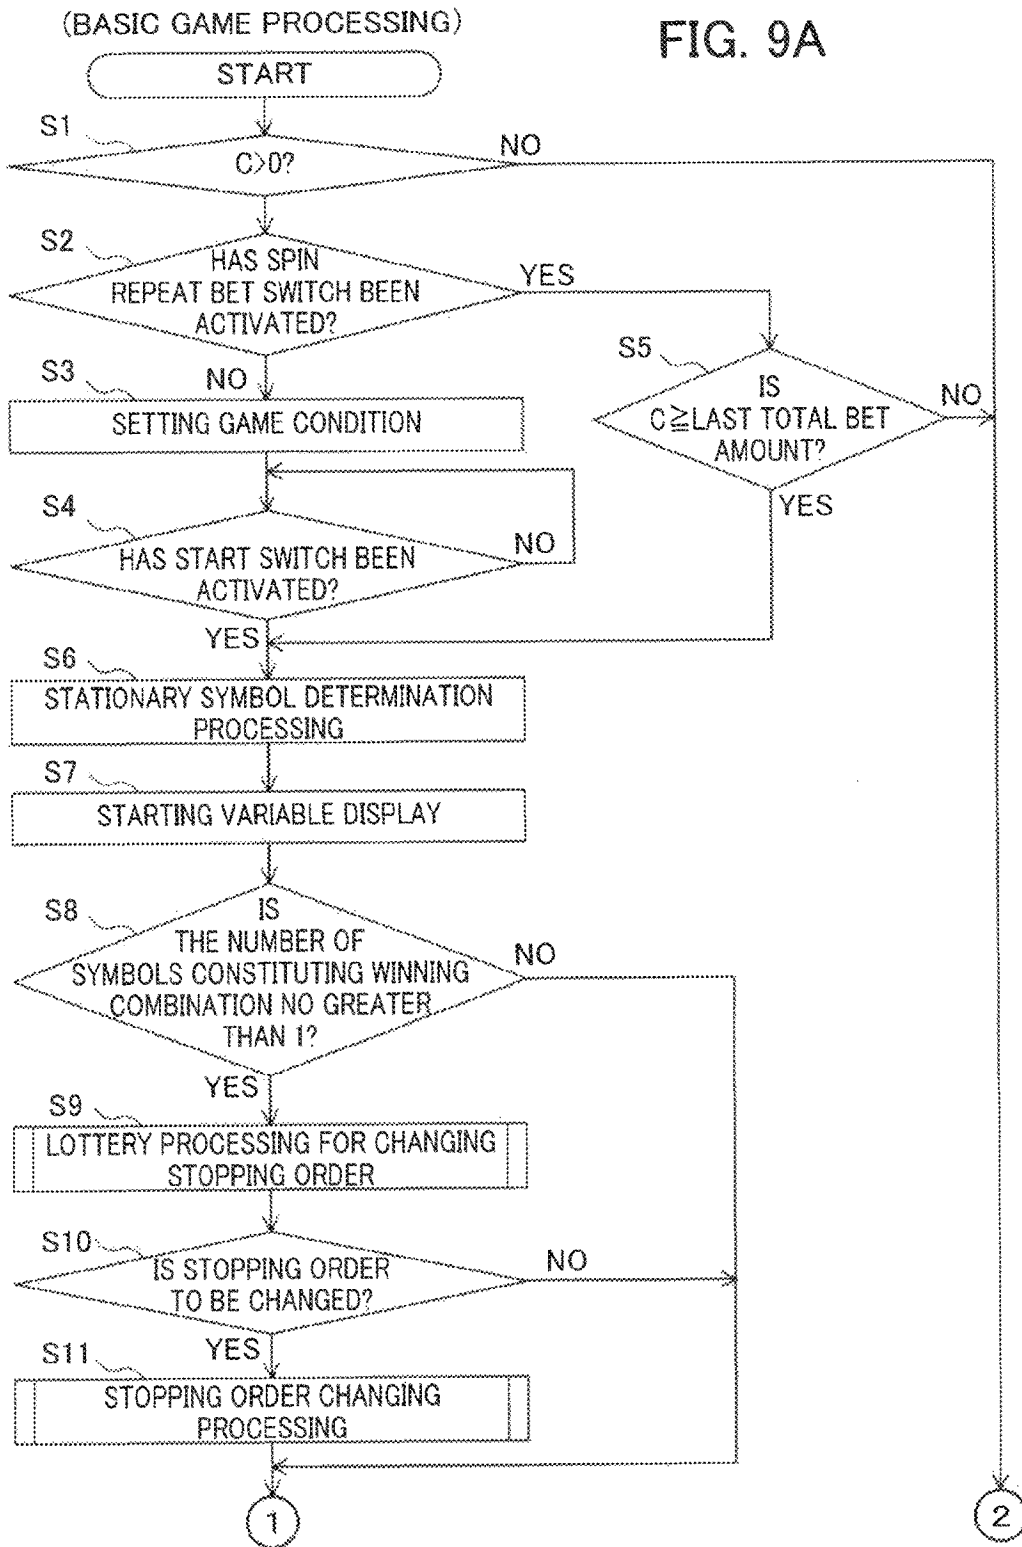 (BASIC GAME PROCESSING)
FIG. 9A
START
S1
C>0?
NO
S2
HAS SPIN
REPEAT BET SWITCH BEEN
ACTIVATED?
YES
NO
S5
IS
C≧LAST TOTAL BET
AMOUNT?
NO
YES
S3
SETTING GAME CONDITION
S4
HAS START SWITCH BEEN
ACTIVATED?
NO
YES
S6
STATIONARY SYMBOL DETERMINATION
PROCESSING
S7
STARTING VARIABLE DISPLAY
S8
IS
THE NUMBER OF
SYMBOLS CONSTITUTING WINNING
COMBINATION NO GREATER
THAN 1?
NO
YES
S9
LOTTERY PROCESSING FOR CHANGING
STOPPING ORDER
S10
IS STOPPING ORDER
TO BE CHANGED?
NO
YES
S11
STOPPING ORDER CHANGING
PROCESSING
1
2